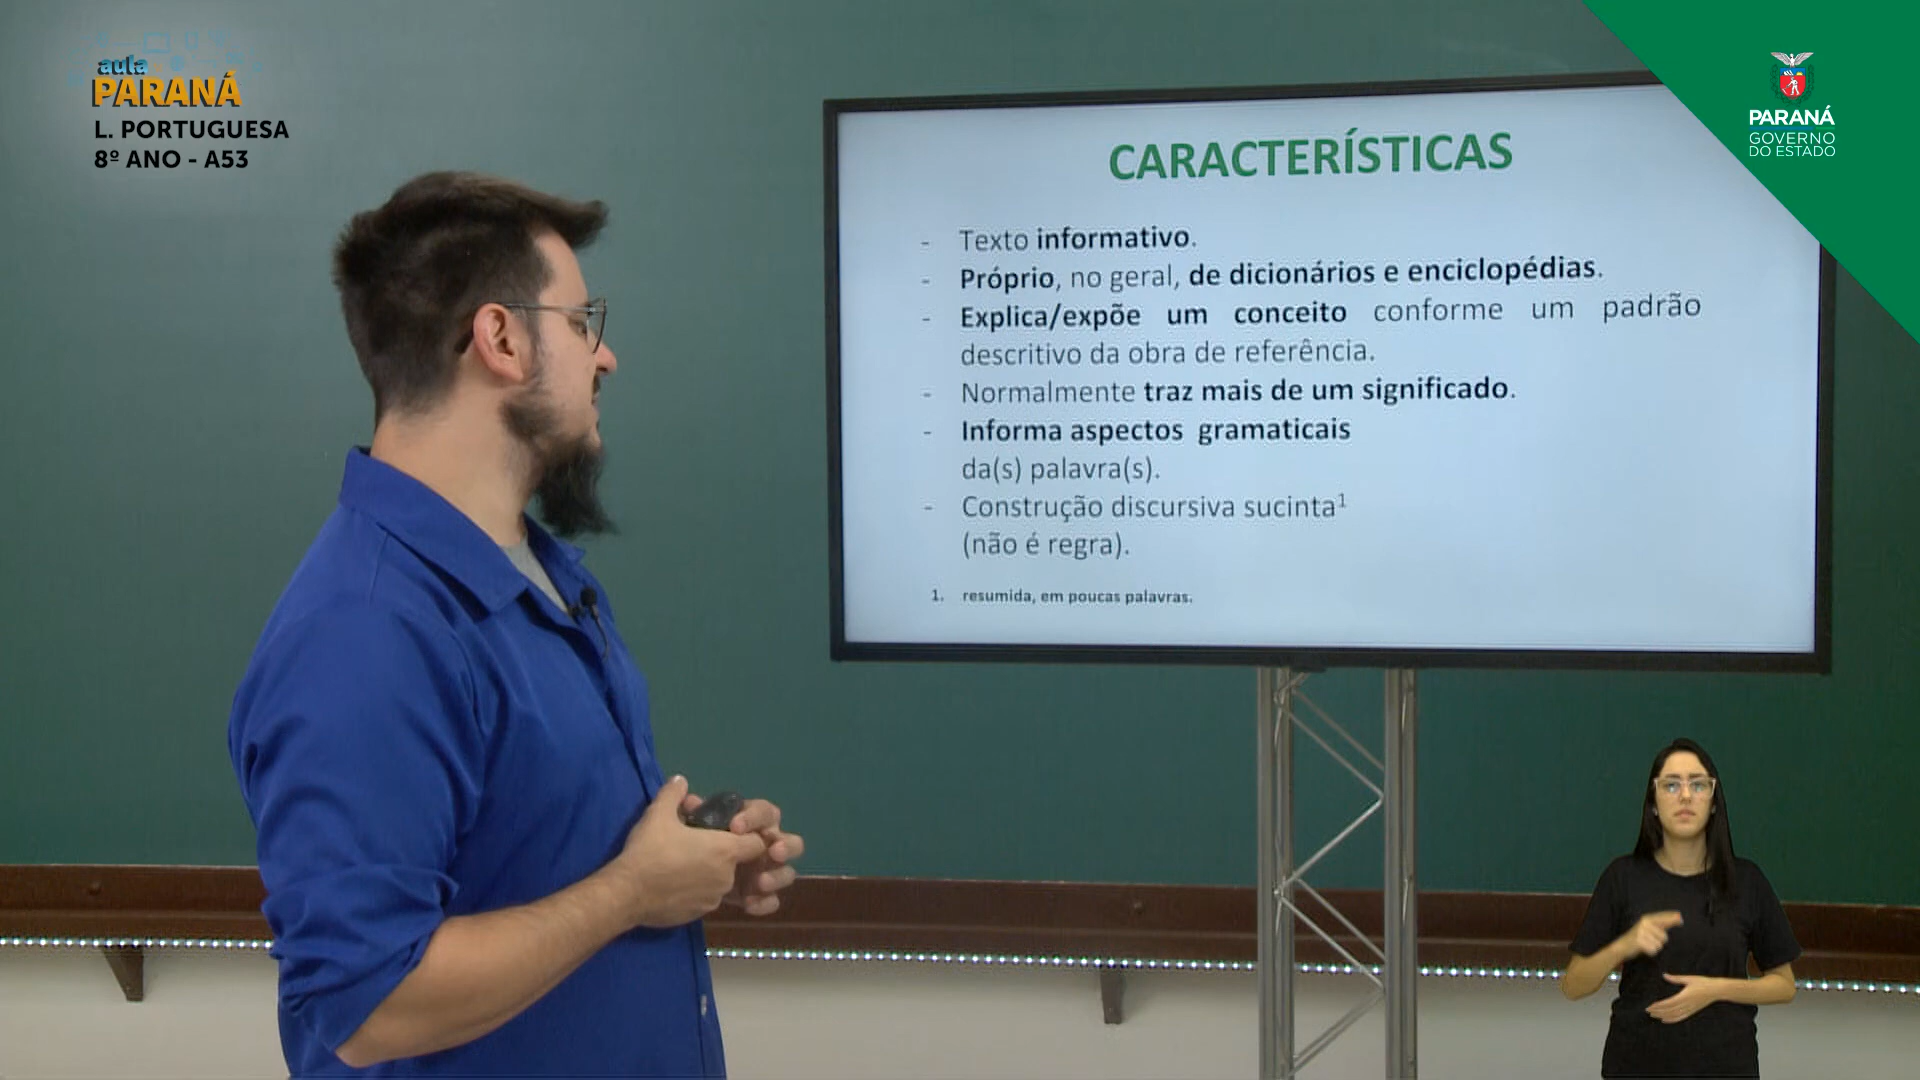 aula
PARANÁ
L. PORTUGUESA
8º ANO - A53
PARANÁ
GOVERNO
DO ESTADO
CARACTERÍSTICAS
- Texto informativo.
- Próprio, no geral, de dicionários e enciclopédias.
- Explica/expõe um conceito conforme um padrão
descritivo da obra de referência.
- Normalmente traz mais de um significado.
- Informa aspectos gramaticais
da(s) palavra(s).
- Construção discursiva sucinta¹
(não é regra).
1. resumida, em poucas palavras.